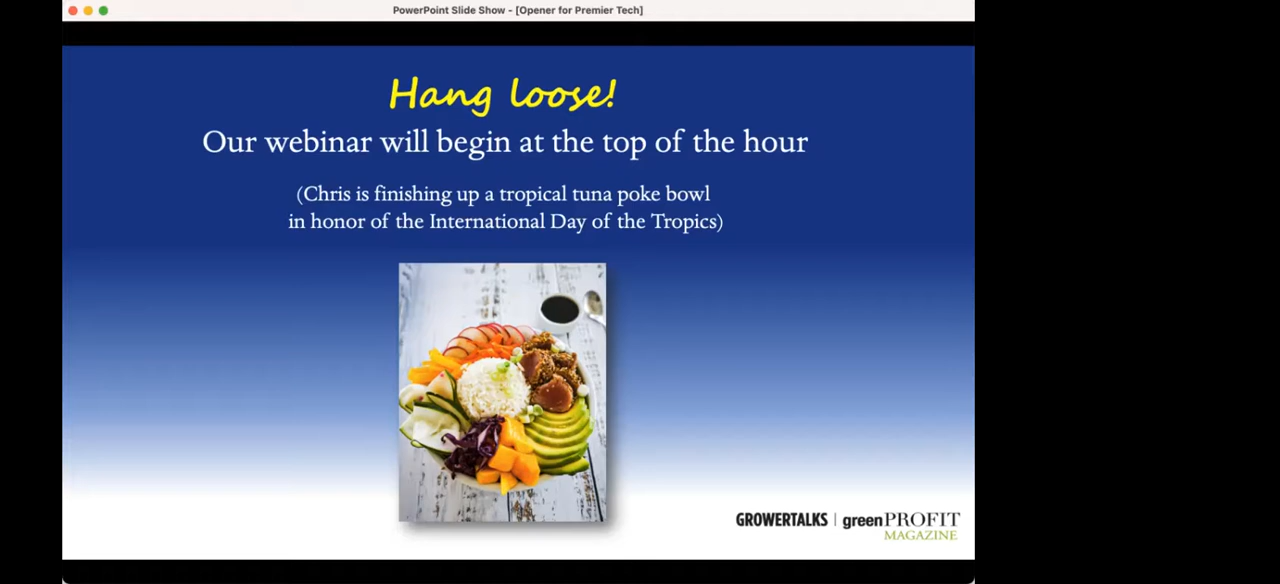 PowerPoint Slide Show - [Opener for Premier Tech]
Hang loose!
Our webinar will begin at the top of the hour
(Chris is finishing up a tropical tuna poke bowl
in honor of the International Day of the Tropics)
GROWERTALKS | greenPROFIT
MAGAZINE